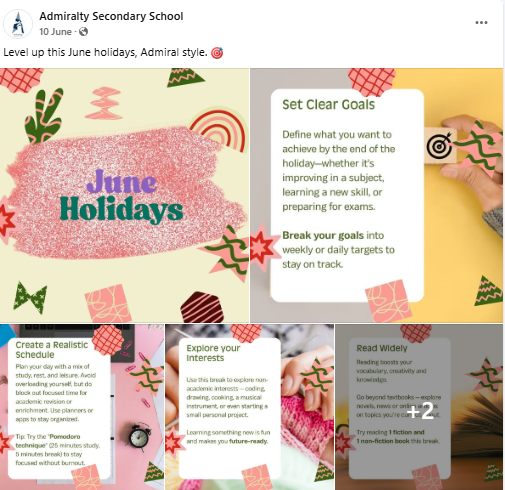 Admiralty Secondary School
10 June ·
Level up this June holidays, Admiral style. 🎯
June
Holidays
Set Clear Goals
Define what you want to
achieve by the end of the
holiday—whether it's
improving in a subject,
learning a new skill, or
preparing for exams.
Break your goals into
weekly or daily targets to
stay on track.
Create a Realistic
Schedule
Plan your day with a mix of
study, rest, and leisure. Avoid
overloading yourself, but do
block out focused time for
academic revision or
enrichment. Use planners or
apps to stay organized.
Tip: Try the "Pomodoro
technique" (25 minutes study,
5 minutes break) to stay
focused without burnout.
Explore your
Interests
Use this break to explore non-
academic interests – coding,
drawing, cooking, a musical
instrument, or even starting a
small personal project.
Learning something new is fun
and makes you future-ready.
Read Widely
Reading boosts your
vocabulary, creativity and
knowledge.
Go beyond textbooks – explore
novels, news or
on topics you're
+2
Try reading 1 fiction and
1 non-fiction book this break.